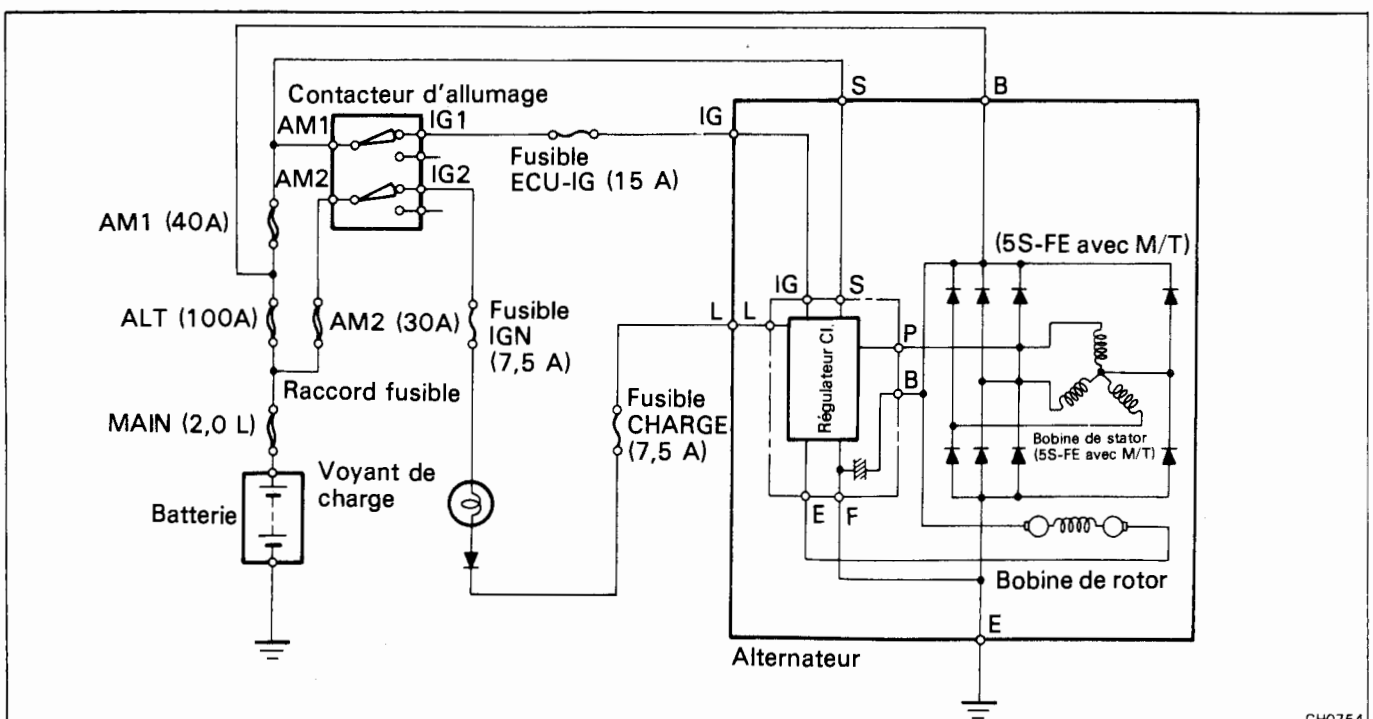 S
B
Contacteur d'allumage
AM1
IG1
IG
Fusible
ECU-IG (15 A)
AM2
IG2
AM1 (40A)
(5S-FE avec M/T)
ALT (100A)
AM2 (30A)
Fusible
IGN
(7,5 A)
IG
S
L
L
P
B
Régulateur CI.
Raccord fusible
MAIN (2,0 L)
Fusible
CHARGE
(7,5 A)
Bobine de stator
(5S-FE avec M/T)
Voyant de
charge
Batterie
E
F
Bobine de rotor
E
Alternateur
CH0754